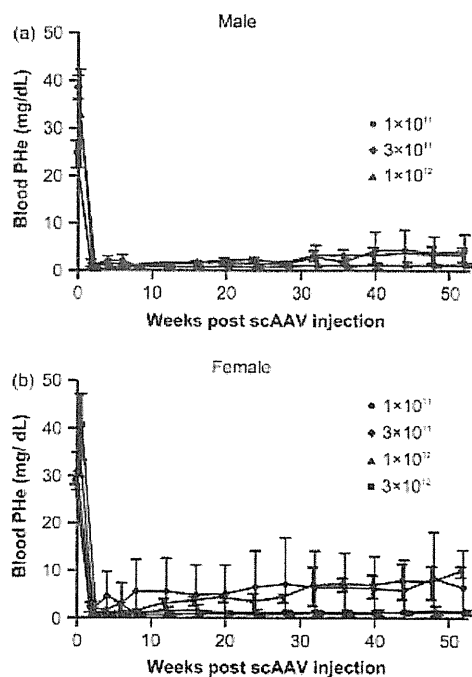 Male
(a)
50
40
30
20
10
0
Blood PHe (mg/dL)
1×10¹¹
3×10¹¹
1×10¹²
0 10 20 30 40 50
Weeks post scAAV injection
Female
(b)
50
40
30
20
10
0
Blood PHe (mg/ dL)
1×10¹¹
3×10¹¹
1×10¹²
3×10¹²
0 10 20 30 40 50
Weeks post scAAV injection